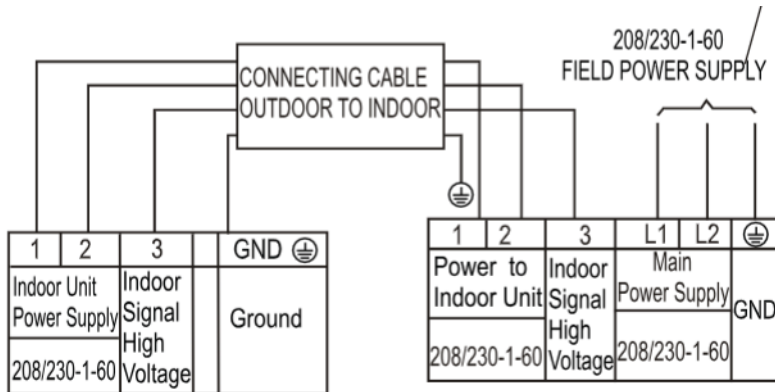 208/230-1-60
FIELD POWER SUPPLY
CONNECTING CABLE
OUTDOOR TO INDOOR
1 2 3 GND
Indoor Unit
Power Supply
208/230-1-60
Indoor
Signal
High
Voltage
Ground
1 2 3 L1 L2
Power to
Indoor Unit
208/230-1-60
Indoor
Signal
High
Voltage
Main
Power Supply
208/230-1-60
GND